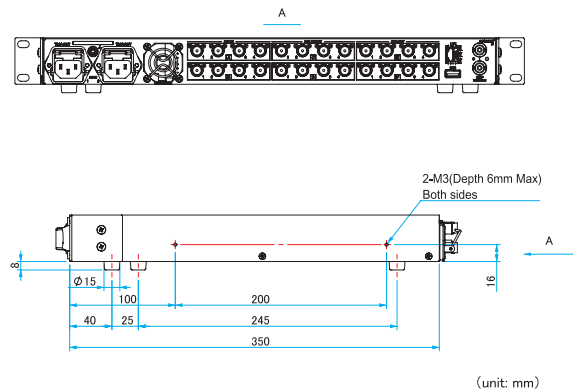 A
2-M3(Depth 6mm Max)
Both sides
A
8
16
Φ15
100
200
40
25
245
350
(unit: mm)